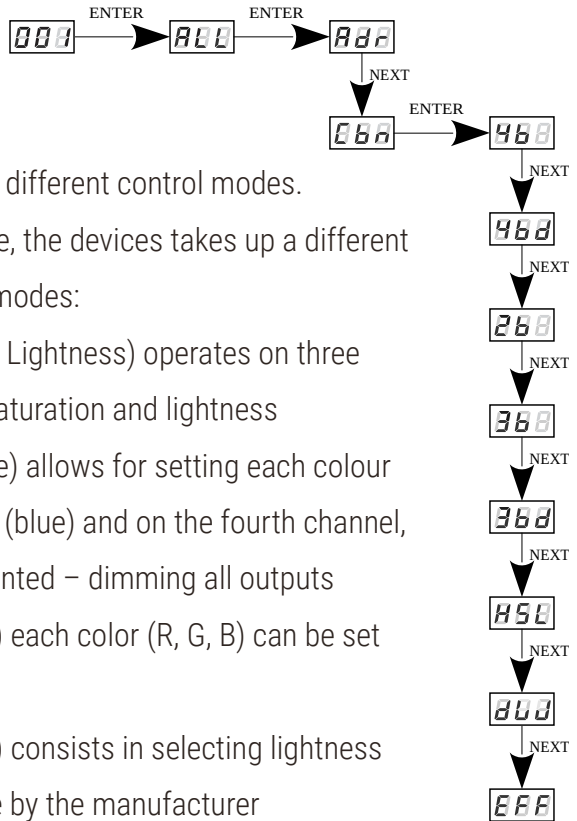 ENTER ENTER
001 ALL Adr
NEXT
ENTER
Cbn 4b
NEXT
different control modes.
4bd
e, the devices takes up a different
NEXT
modes:
2b
Lightness) operates on three
NEXT
aturation and lightness
3b
e) allows for setting each colour
NEXT
(blue) and on the fourth channel,
3bd
nted – dimming all outputs
NEXT
) each color (R, G, B) can be set
HSL
NEXT
) consists in selecting lightness
NEXT
e by the manufacturer
EFF